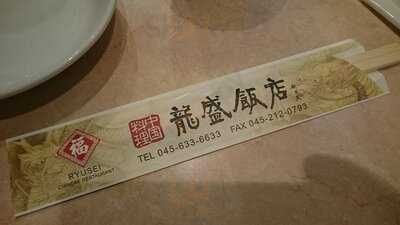 福
RYUSEI
CHINESE RESTAURANT
中国
料理
龍盛飯店
TEL 045-633-6633 FAX 045-212-0793